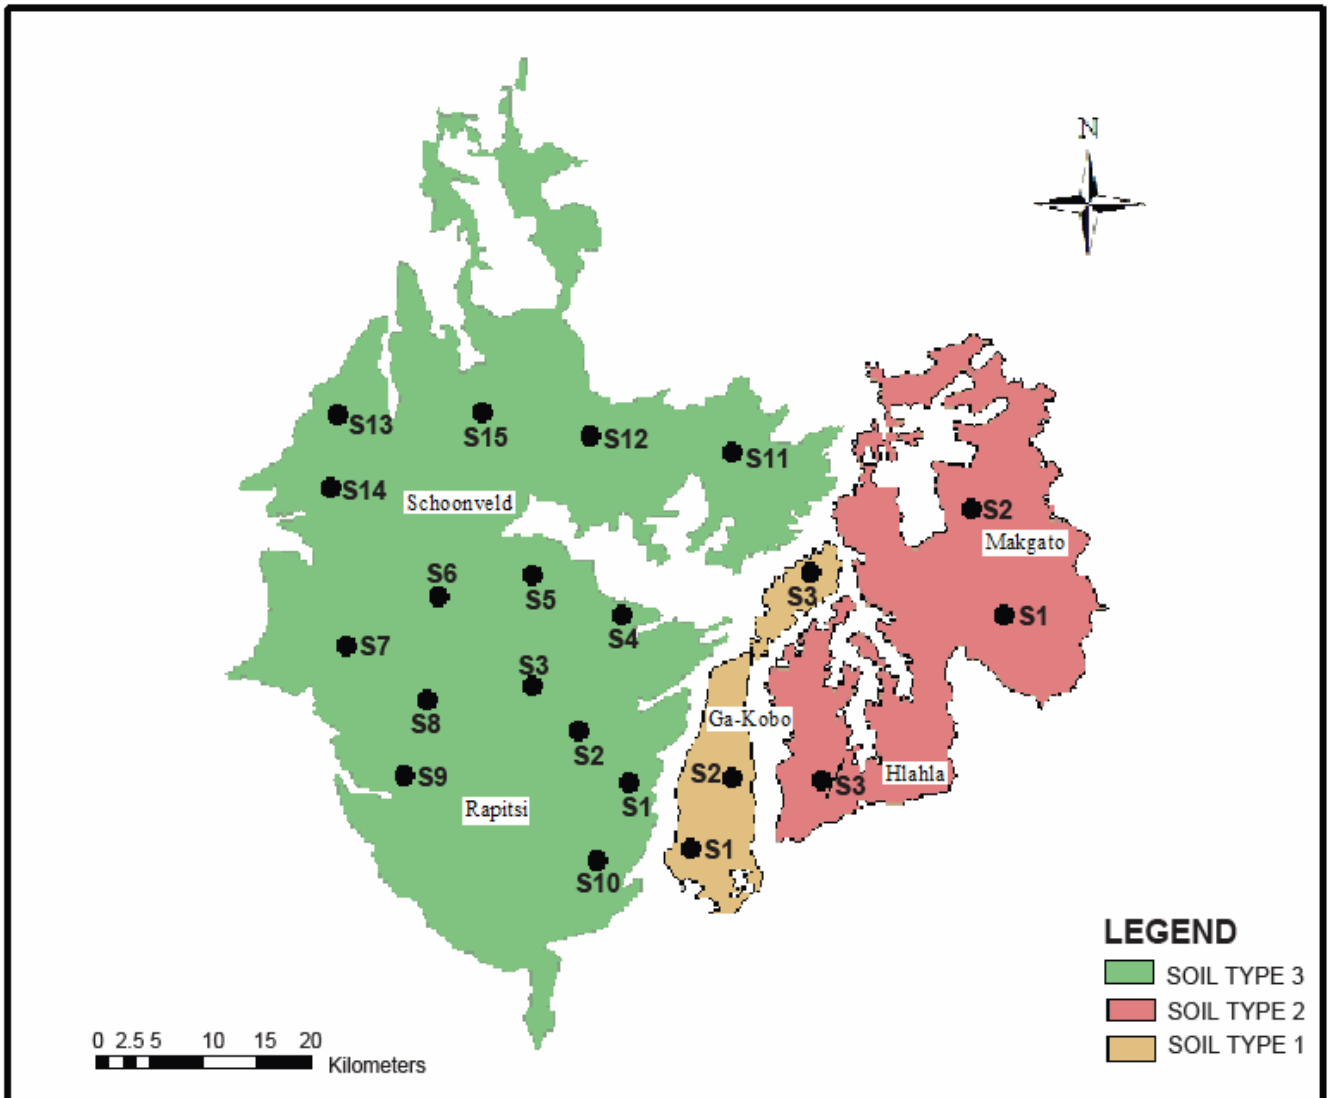 N
S13
S15
S12
S11
S14
Schoonveld
S2
Makgato
S6
S5
S3
S4
S1
S7
S3
S8
S2
Ga-Kobo
S9
S1
S2
S3
Hlahla
Rapitsi
S10
S1
LEGEND
SOIL TYPE 3
SOIL TYPE 2
SOIL TYPE 1
0 2.5 5 10 15 20
Kilometers